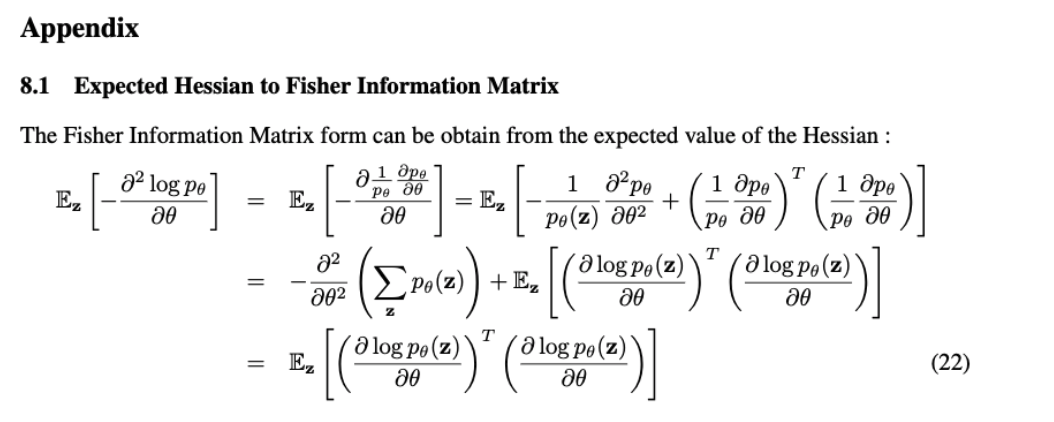 Appendix
8.1 Expected Hessian to Fisher Information Matrix
The Fisher Information Matrix form can be obtain from the expected value of the Hessian :
$\mathbb{E}_{\mathbf{z}}\left[-\frac{\partial^2 \log p_\theta}{\partial\theta}\right] = \mathbb{E}_{\mathbf{z}}\left[-\frac{\partial \frac{1}{p_\theta}\frac{\partial p_\theta}{\partial\theta}}{\partial\theta}\right] = \mathbb{E}_{\mathbf{z}}\left[-\frac{1}{p_\theta(\mathbf{z})}\frac{\partial^2 p_\theta}{\partial\theta^2} + \left(\frac{1}{p_\theta}\frac{\partial p_\theta}{\partial\theta}\right)^T\left(\frac{1}{p_\theta}\frac{\partial p_\theta}{\partial\theta}\right)\right]$
$= -\frac{\partial^2}{\partial\theta^2}\left(\sum_{\mathbf{z}} p_\theta(\mathbf{z})\right) + \mathbb{E}_{\mathbf{z}}\left[\left(\frac{\partial \log p_\theta(\mathbf{z})}{\partial\theta}\right)^T\left(\frac{\partial \log p_\theta(\mathbf{z})}{\partial\theta}\right)\right]$
$= \mathbb{E}_{\mathbf{z}}\left[\left(\frac{\partial \log p_\theta(\mathbf{z})}{\partial\theta}\right)^T\left(\frac{\partial \log p_\theta(\mathbf{z})}{\partial\theta}\right)\right]$ (22)